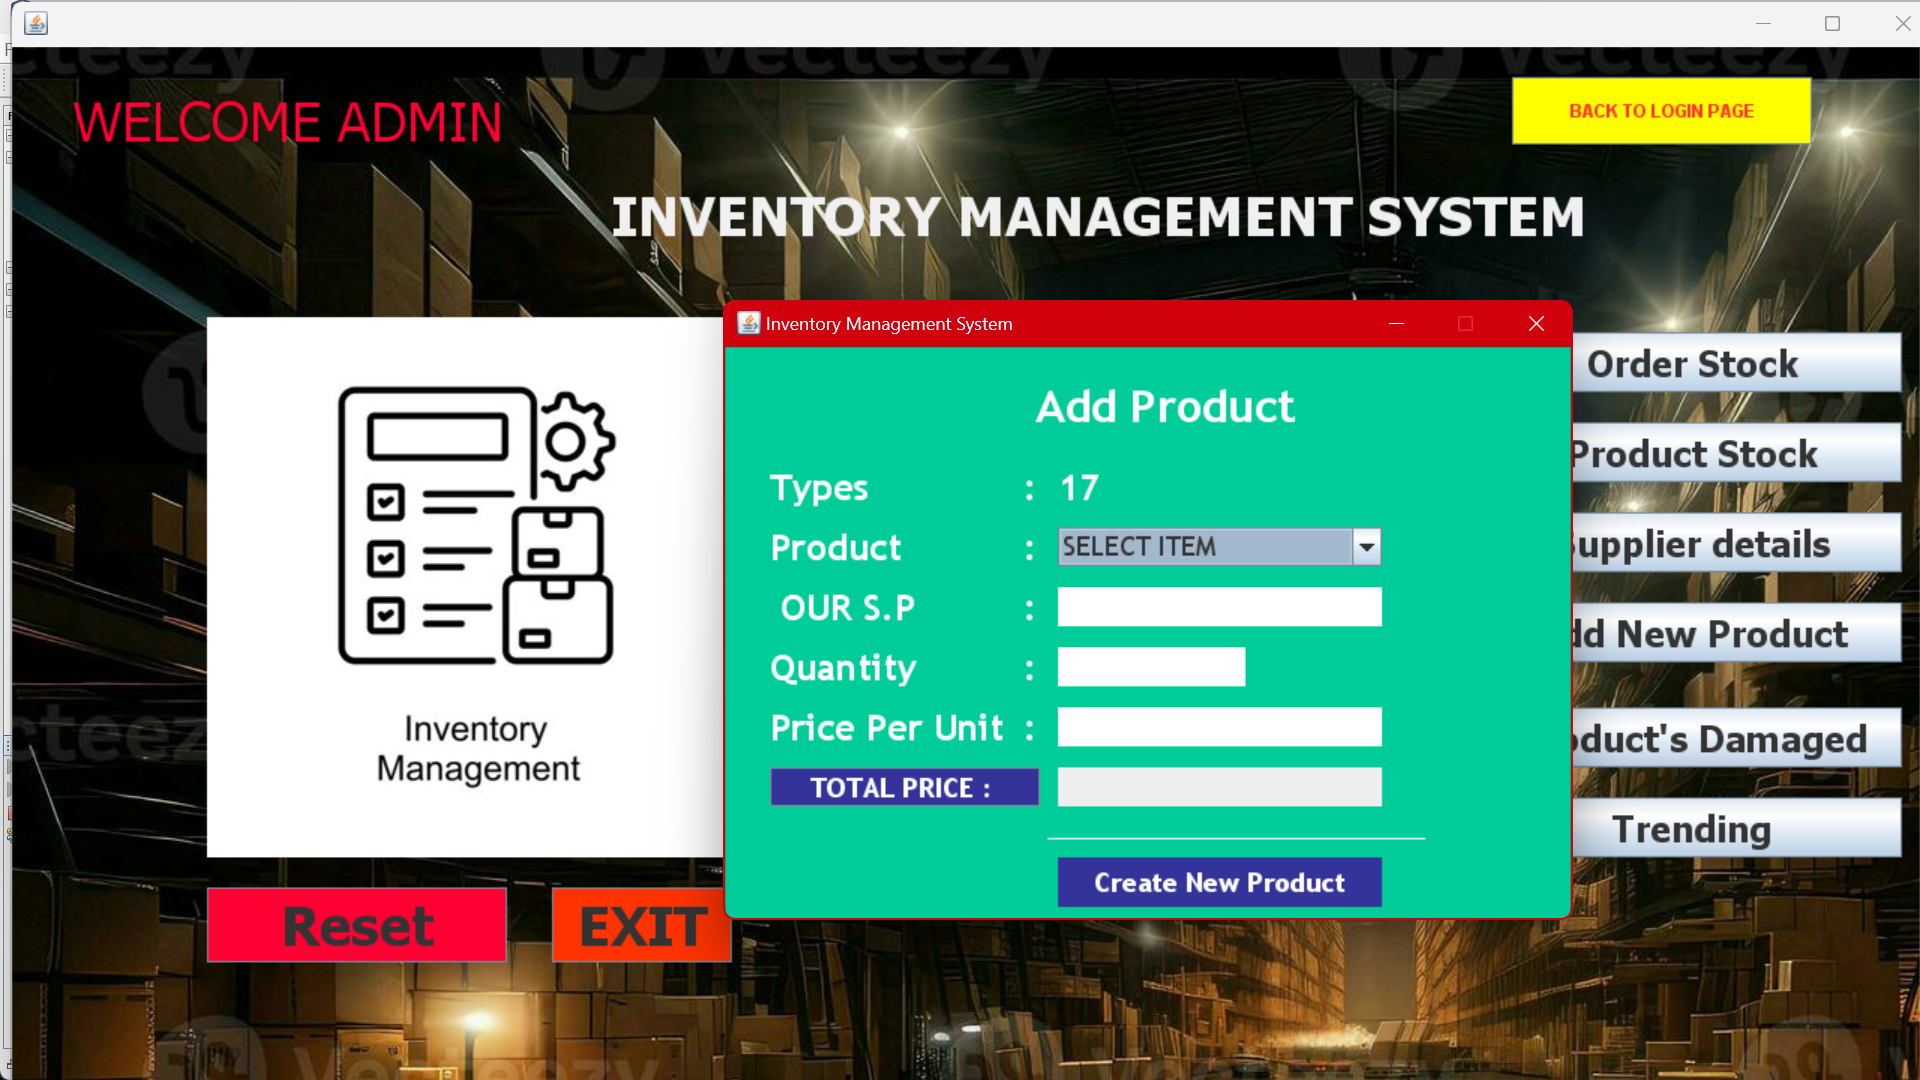 WELCOME ADMIN
BACK TO LOGIN PAGE
INVENTORY MANAGEMENT SYSTEM
Inventory Management System
Add Product
Types : 17
Product : SELECT ITEM
OUR S.P :
Quantity :
Price Per Unit :
TOTAL PRICE :
Create New Product
Order Stock
Product Stock
upplier details
dd New Product
oduct's Damaged
Trending
Inventory
Management
Reset
EXIT